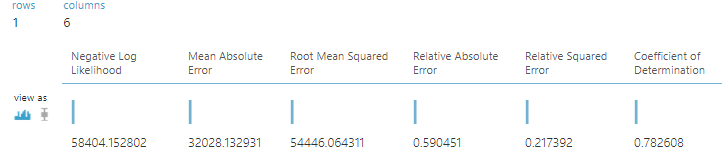 rows columns
1 6
Negative Log Likelihood Mean Absolute Error Root Mean Squared Error Relative Absolute Error Relative Squared Error Coefficient of Determination
view as
58404.152802 32028.132931 54446.064311 0.590451 0.217392 0.782608